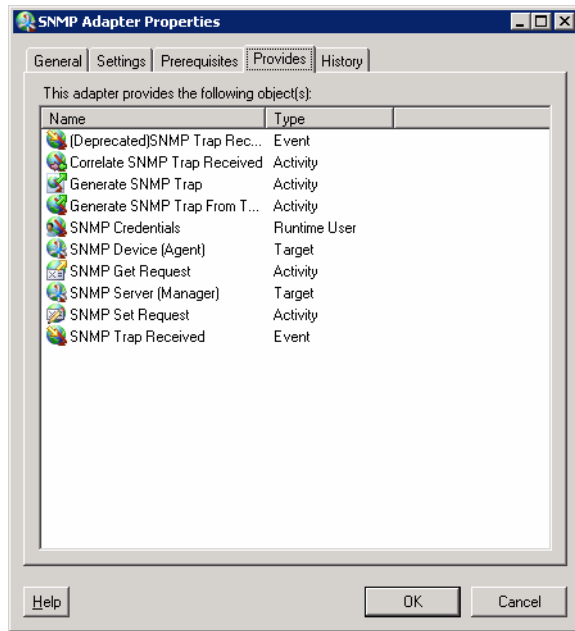 SNMP Adapter Properties
General Settings Prerequisites Provides History
This adapter provides the following object(s):
Name Type
(Deprecated)SNMP Trap Rec... Event
Correlate SNMP Trap Received Activity
Generate SNMP Trap Activity
Generate SNMP Trap From T... Activity
SNMP Credentials Runtime User
SNMP Device (Agent) Target
SNMP Get Request Activity
SNMP Server (Manager) Target
SNMP Set Request Activity
SNMP Trap Received Event
Help OK Cancel